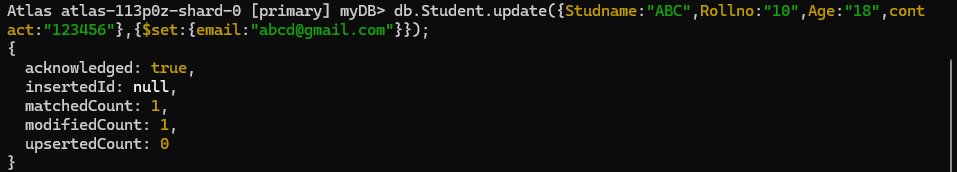 Atlas atlas-113p0z-shard-0 [primary] myDB> db.Student.update({Studname:"ABC",Rollno:"10",Age:"18",cont
act:"123456"},{$set:{email:"abcd@gmail.com"}});
{
  acknowledged: true,
  insertedId: null,
  matchedCount: 1,
  modifiedCount: 1,
  upsertedCount: 0
}